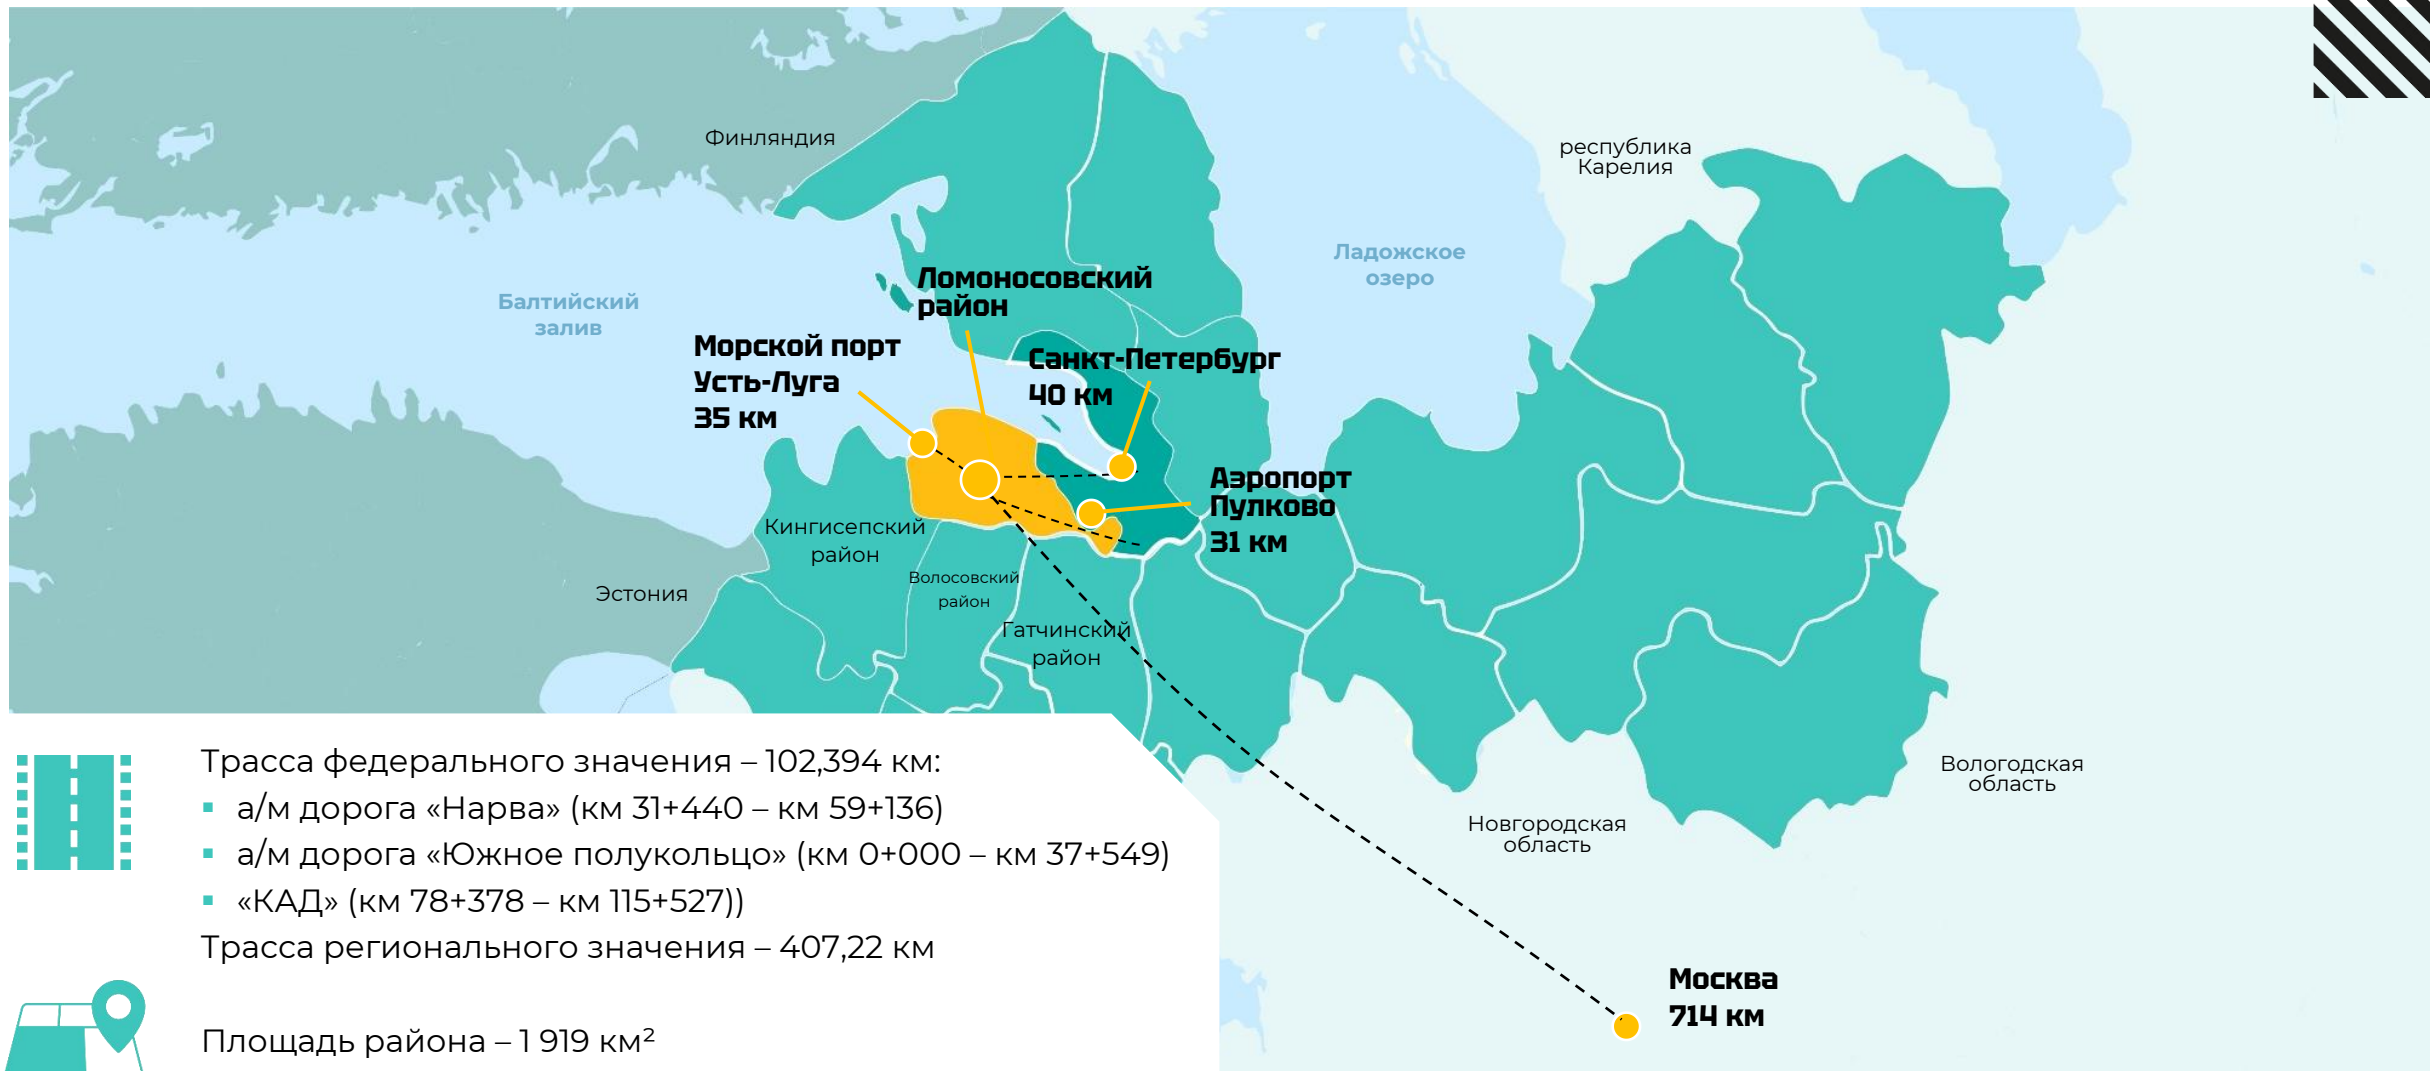 Финляндия
республика
Карелия
Ладожское
озеро
Балтийский
залив
Ломоносовский
район
Морской порт
Усть-Луга
35 км
Санкт-Петербург
40 км
Аэропорт
Пулково
31 км
Кингисепский
район
Эстония
Волосовский
район
Гатчинский
район
Вологодская
область
Новгородская
область
Москва
714 км
Трасса федерального значения – 102,394 км:
▪ а/м дорога «Нарва» (км 31+440 – км 59+136)
▪ а/м дорога «Южное полукольцо» (км 0+000 – км 37+549)
▪ «КАД» (км 78+378 – км 115+527))
Трасса регионального значения – 407,22 км
Площадь района – 1 919 км²